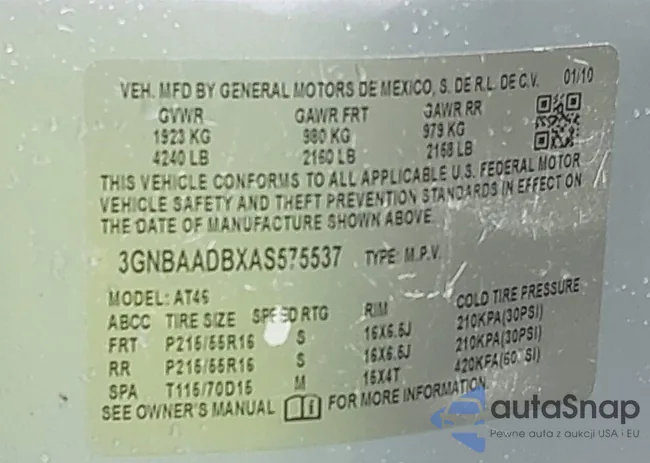 VEH. MFD BY GENERAL MOTORS DE MEXICO, S. DE R.L. DE C.V. 01/10
GVWR GAWR FRT GAWR RR
1923 KG 980 KG 979 KG
4240 LB 2160 LB 2158 LB
THIS VEHICLE CONFORMS TO ALL APPLICABLE U.S. FEDERAL MOTOR
VEHICLE SAFETY AND THEFT PREVENTION STANDARDS IN EFFECT ON
THE DATE OF MANUFACTURE SHOWN ABOVE.
3GNBAADBXAS575537 TYPE: M.P.V.
MODEL: AT46
ABCC TIRE SIZE SPEED RTG RIM COLD TIRE PRESSURE
FRT P215/55R16 S 16X6.5J 210KPA(30PSI)
RR P215/55R16 S 16X6.5J 210KPA(30PSI)
SPA T115/70D15 M 15X4T 420KPA(60PSI)
SEE OWNER'S MANUAL FOR MORE INFORMATION
autaSnap
Pewne auta z aukcji USA i EU